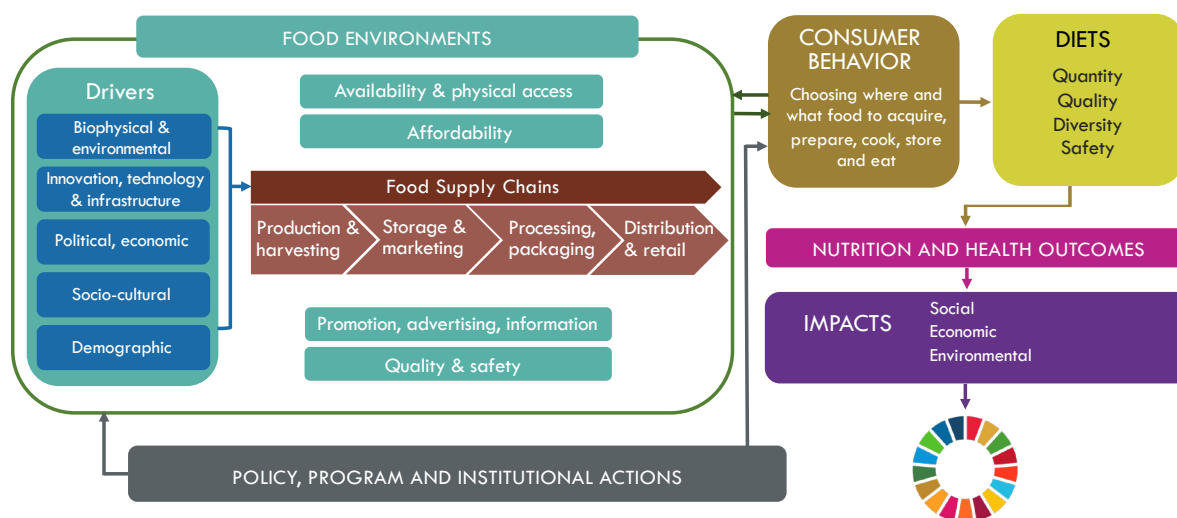 FOOD ENVIRONMENTS
Drivers
Biophysical &
environmental
Innovation, technology
& infrastructure
Political, economic
Socio-cultural
Demographic
Availability & physical access
Affordability
Food Supply Chains
Production &
harvesting
Storage &
marketing
Processing,
packaging
Distribution
& retail
Promotion, advertising, information
Quality & safety
POLICY, PROGRAM AND INSTITUTIONAL ACTIONS
CONSUMER
BEHAVIOR
Choosing where and
what food to acquire,
prepare, cook, store
and eat
DIETS
Quantity
Quality
Diversity
Safety
NUTRITION AND HEALTH OUTCOMES
IMPACTS
Social
Economic
Environmental